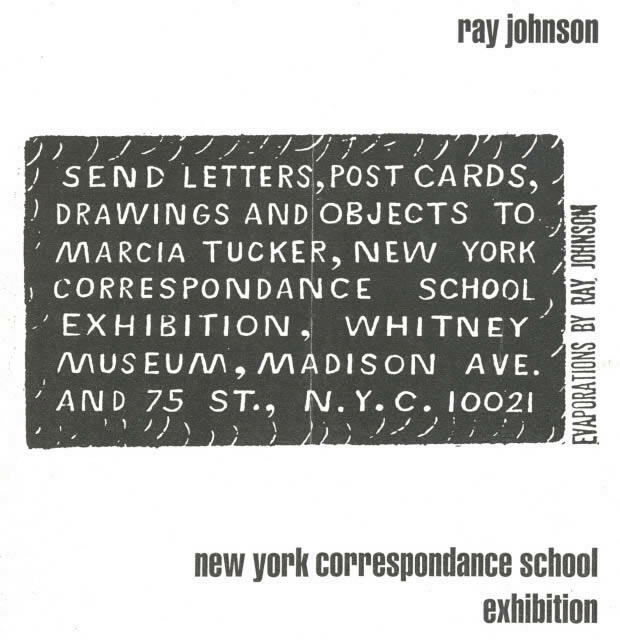 ray johnson
SEND LETTERS, POST CARDS,
DRAWINGS AND OBJECTS TO
MARCIA TUCKER, NEW YORK
CORRESPONDANCE SCHOOL
EXHIBITION, WHITNEY
MUSEUM, MADISON AVE.
AND 75 ST., N.Y.C. 10021
EVAPORATIONS BY RAY JOHNSON
new york correspondance school
exhibition